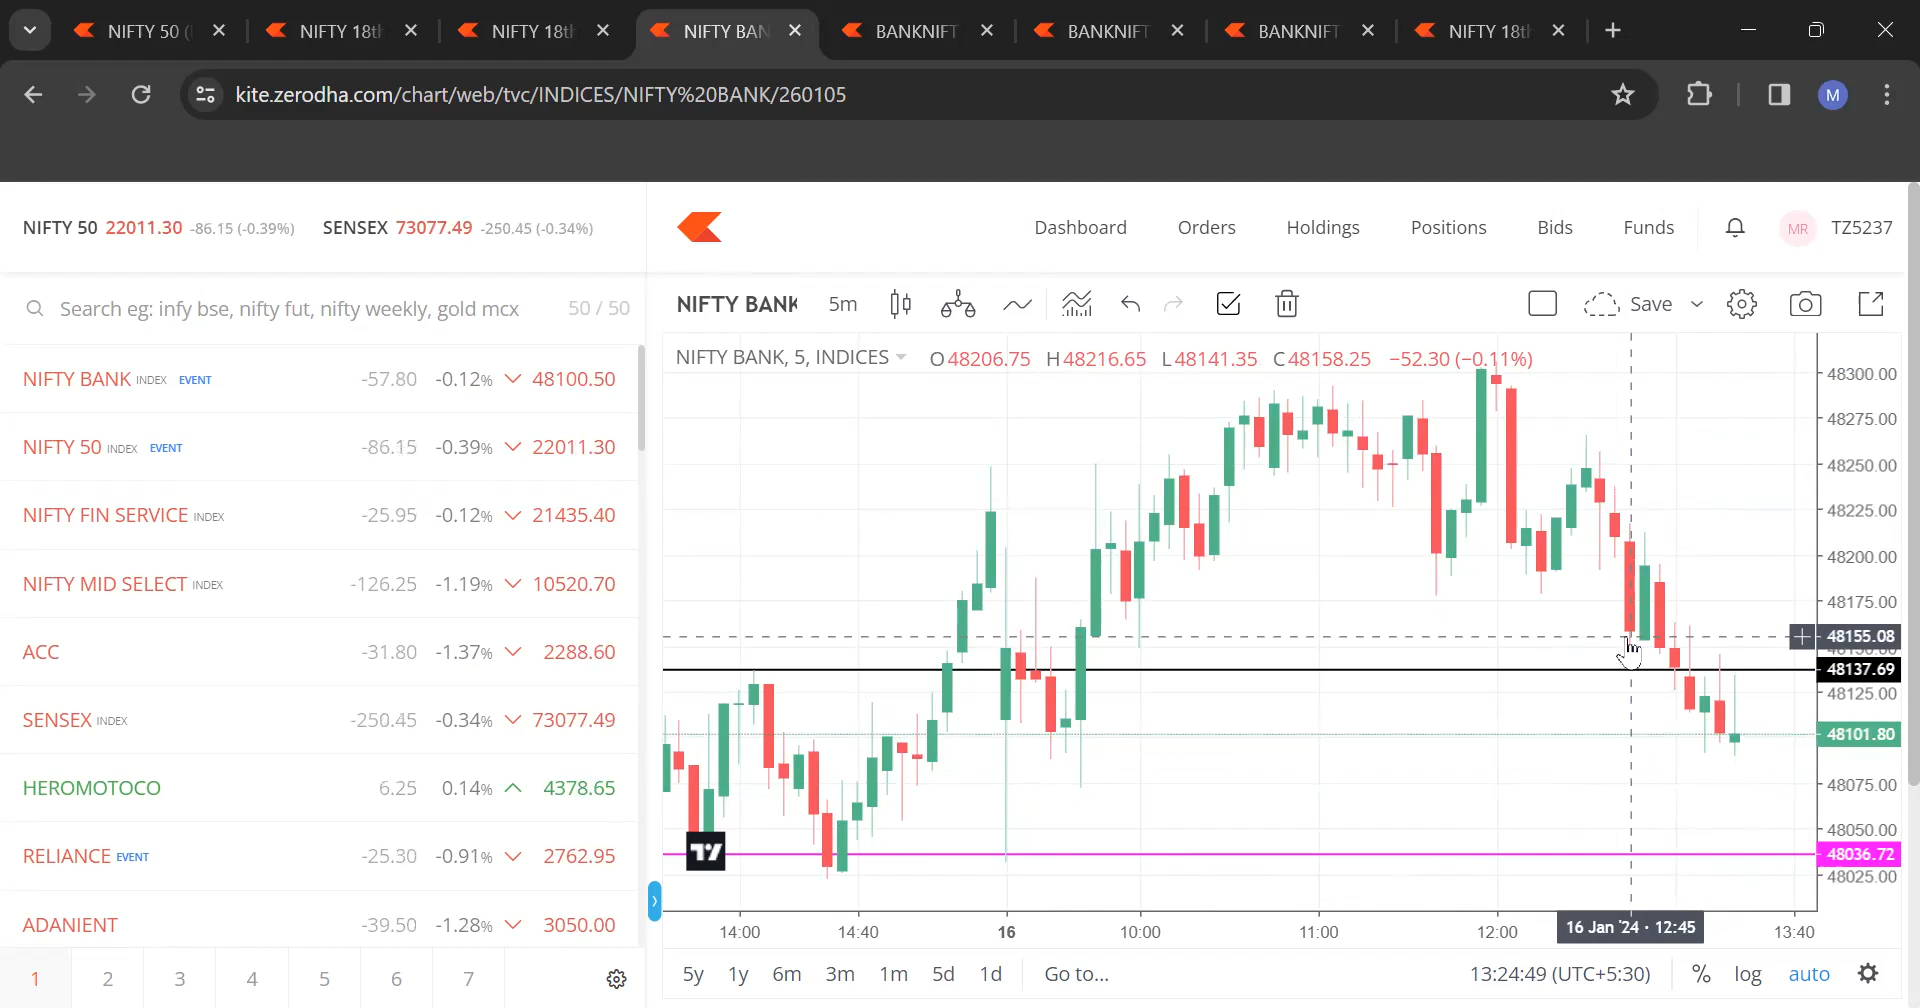 NIFTY 50 (
NIFTY 18th
NIFTY 18th
NIFTY BAN
BANKNIFT
BANKNIFT
BANKNIFT
NIFTY 18th
kite.zerodha.com/chart/web/tvc/INDICES/NIFTY%20BANK/260105
M
NIFTY 50 22011.30 -86.15 (-0.39%) SENSEX 73077.49 -250.45 (-0.34%)
Dashboard Orders Holdings Positions Bids Funds MR TZ5237
Search eg: infy bse, nifty fut, nifty weekly, gold mcx 50 / 50
NIFTY BANK INDEX EVENT -57.80 -0.12% 48100.50
NIFTY 50 INDEX EVENT -86.15 -0.39% 22011.30
NIFTY FIN SERVICE INDEX -25.95 -0.12% 21435.40
NIFTY MID SELECT INDEX -126.25 -1.19% 10520.70
ACC -31.80 -1.37% 2288.60
SENSEX INDEX -250.45 -0.34% 73077.49
HEROMOTOCO 6.25 0.14% 4378.65
RELIANCE EVENT -25.30 -0.91% 2762.95
ADANIENT -39.50 -1.28% 3050.00
1 2 3 4 5 6 7
NIFTY BANK 5m Save
NIFTY BANK, 5, INDICES O48206.75 H48216.65 L48141.35 C48158.25 −52.30 (−0.11%)
48300.00
48275.00
48250.00
48225.00
48200.00
48175.00
48155.08
48150.00
48137.69
48125.00
48101.80
48075.00
48050.00
48036.72
48025.00
14:00 14:40 16 10:00 11:00 12:00 16 Jan '24 · 12:45 13:40
5y 1y 6m 3m 1m 5d 1d Go to... 13:24:49 (UTC+5:30) % log auto